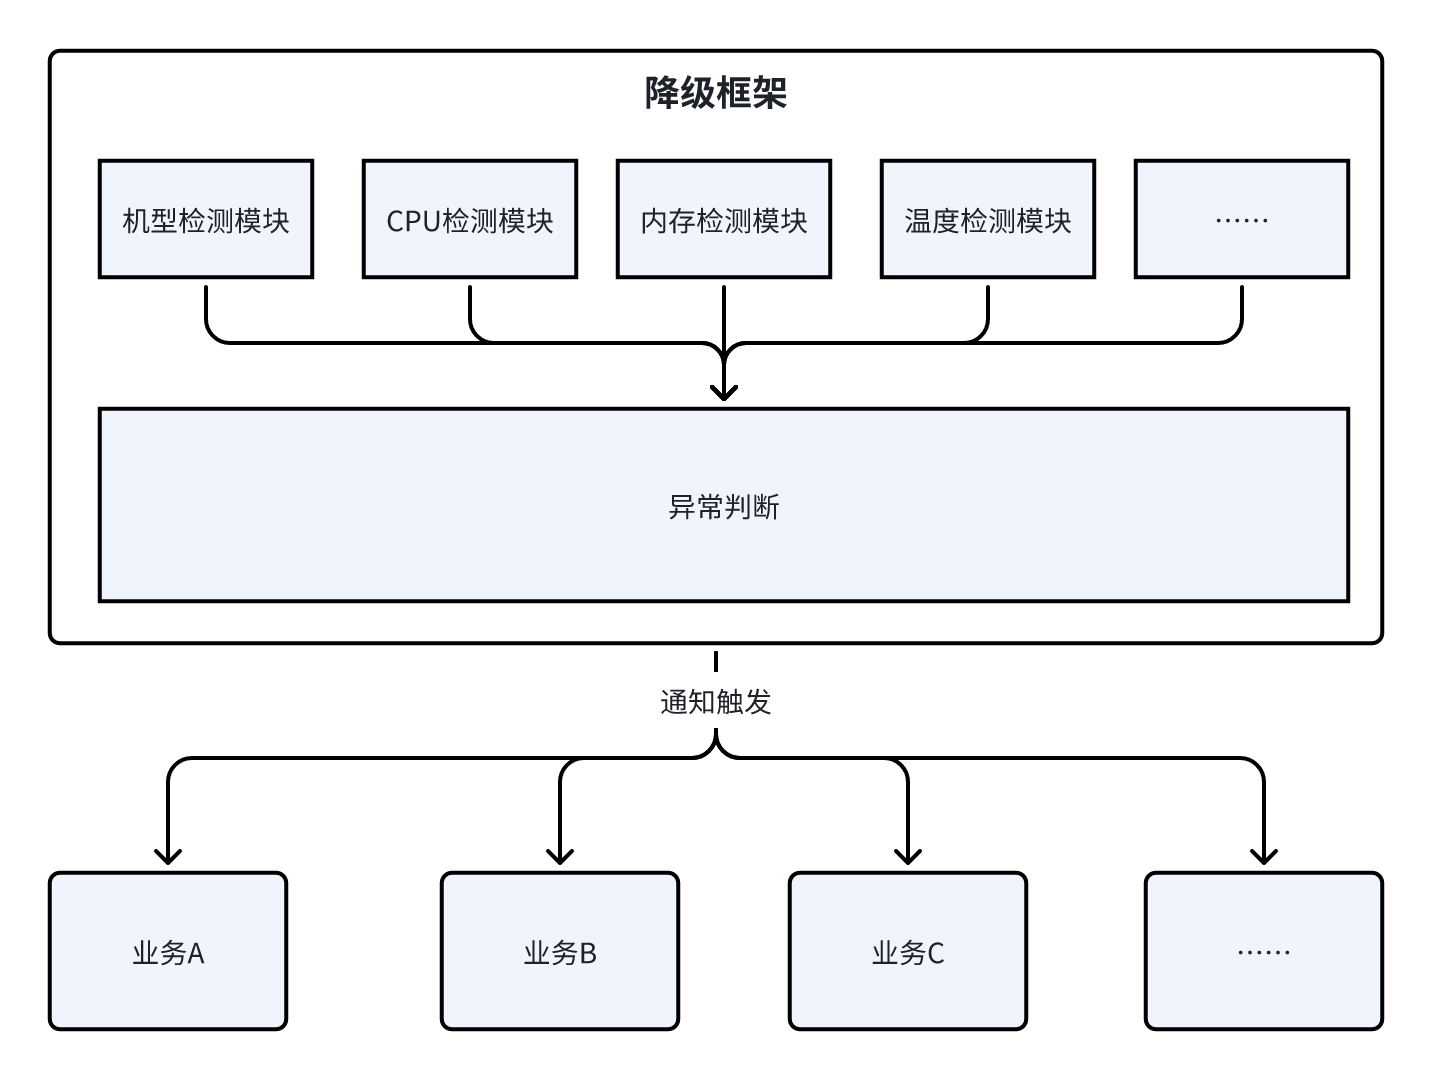 降级框架
机型检测模块
CPU检测模块
内存检测模块
温度检测模块
……
异常判断
通知触发
业务A
业务B
业务C
……